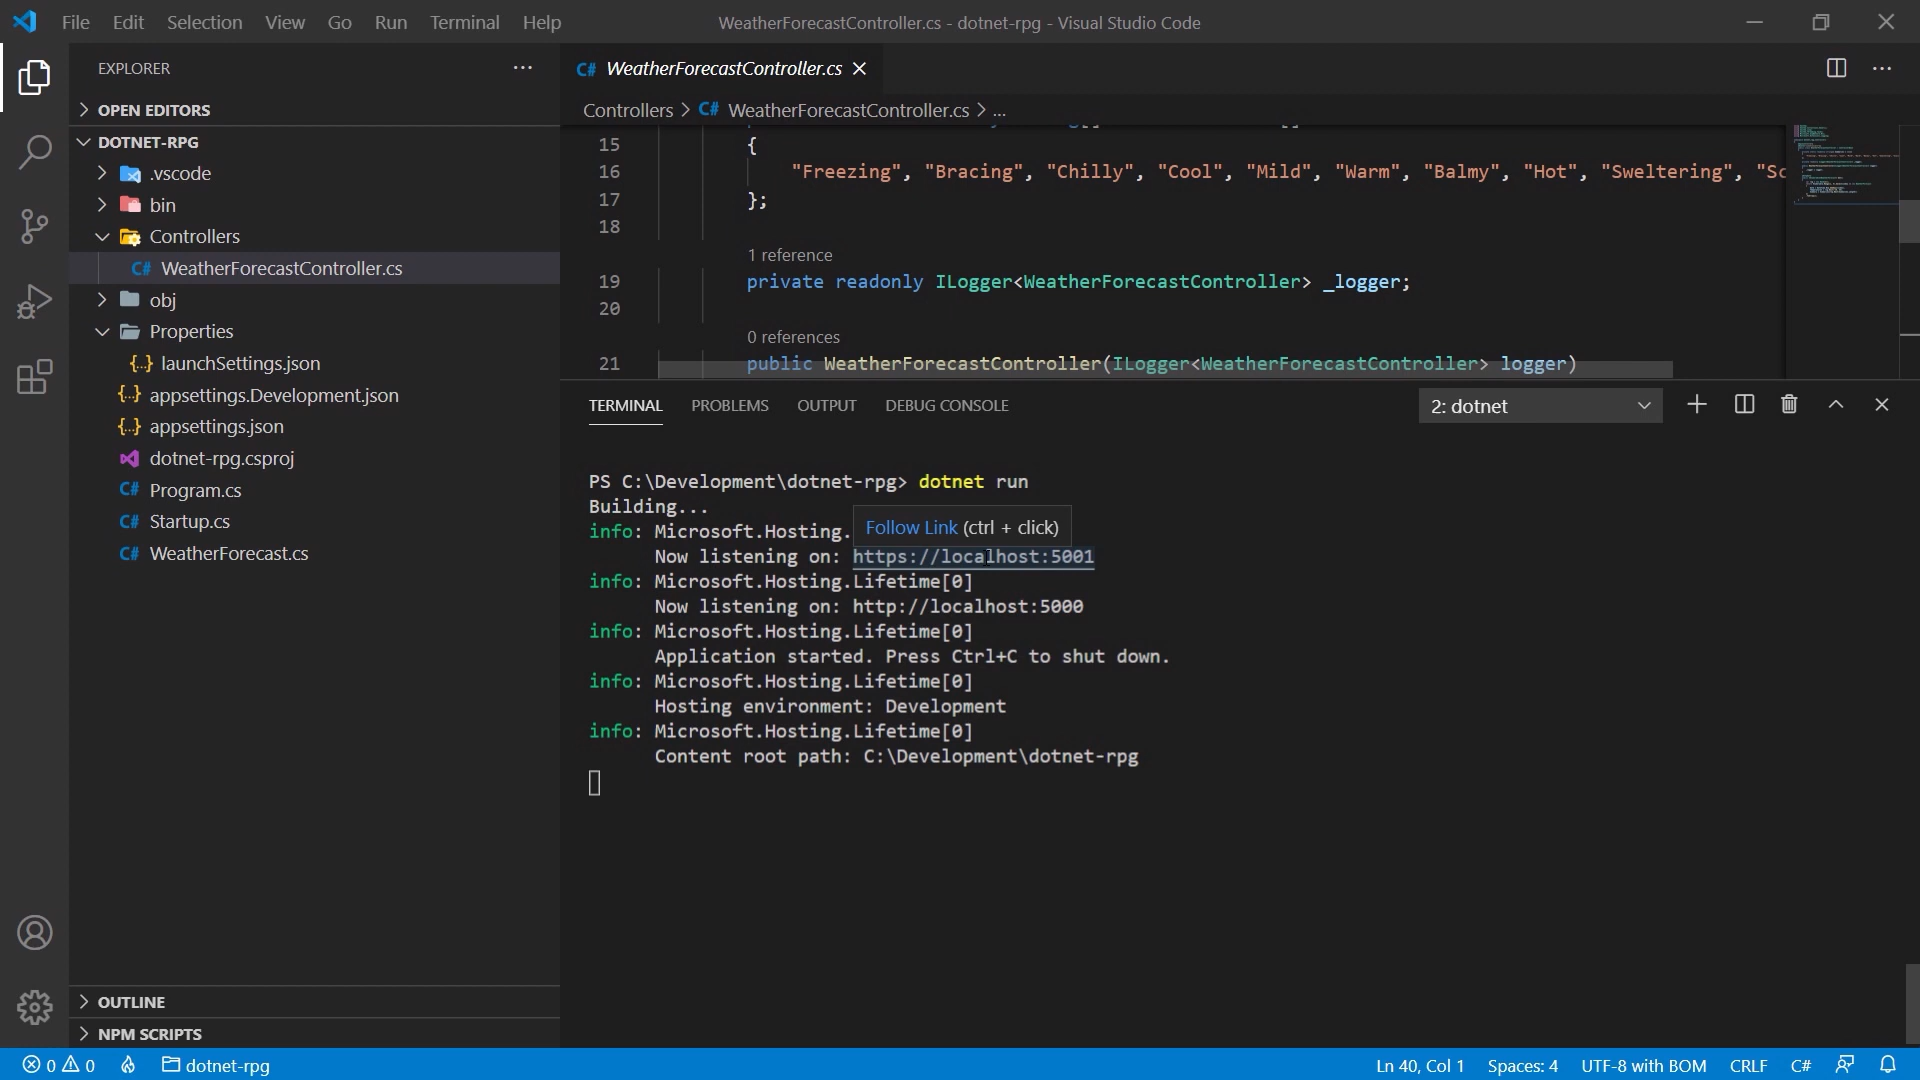 File Edit Selection View Go Run Terminal Help
WeatherForecastController.cs - dotnet-rpg - Visual Studio Code
EXPLORER
OPEN EDITORS
DOTNET-RPG
.vscode
bin
Controllers
WeatherForecastController.cs
obj
Properties
launchSettings.json
appsettings.Development.json
appsettings.json
dotnet-rpg.csproj
Program.cs
Startup.cs
WeatherForecast.cs
OUTLINE
NPM SCRIPTS
C# WeatherForecastController.cs
Controllers > C# WeatherForecastController.cs > ...
15 {
16 "Freezing", "Bracing", "Chilly", "Cool", "Mild", "Warm", "Balmy", "Hot", "Sweltering", "Sc
17 };
18
1 reference
19 private readonly ILogger<WeatherForecastController> _logger;
20
0 references
21 public WeatherForecastController(ILogger<WeatherForecastController> logger)
TERMINAL PROBLEMS OUTPUT DEBUG CONSOLE
2: dotnet
PS C:\Development\dotnet-rpg> dotnet run
Building...
info: Microsoft.Hosting.
Follow Link (ctrl + click)
Now listening on: https://localhost:5001
info: Microsoft.Hosting.Lifetime[0]
Now listening on: http://localhost:5000
info: Microsoft.Hosting.Lifetime[0]
Application started. Press Ctrl+C to shut down.
info: Microsoft.Hosting.Lifetime[0]
Hosting environment: Development
info: Microsoft.Hosting.Lifetime[0]
Content root path: C:\Development\dotnet-rpg
0 0 dotnet-rpg
Ln 40, Col 1 Spaces: 4 UTF-8 with BOM CRLF C#